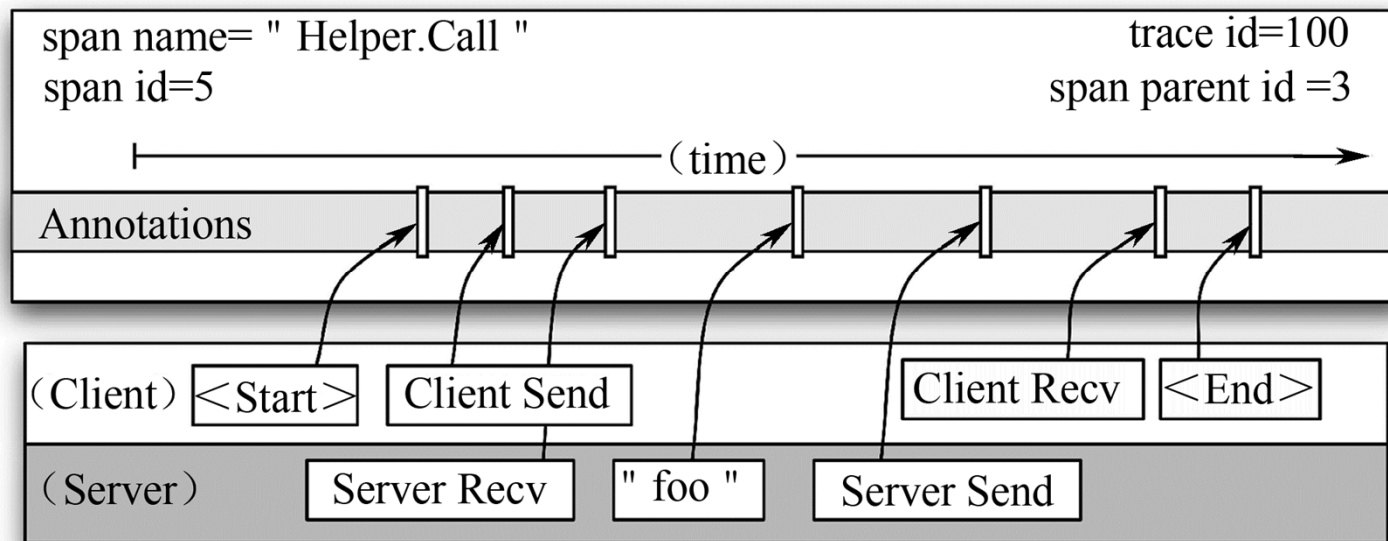 span name= " Helper.Call "
trace id=100
span id=5
span parent id =3
（time）
Annotations
（Client）
＜Start＞
Client Send
Client Recv
＜End＞
（Server）
Server Recv
" foo "
Server Send